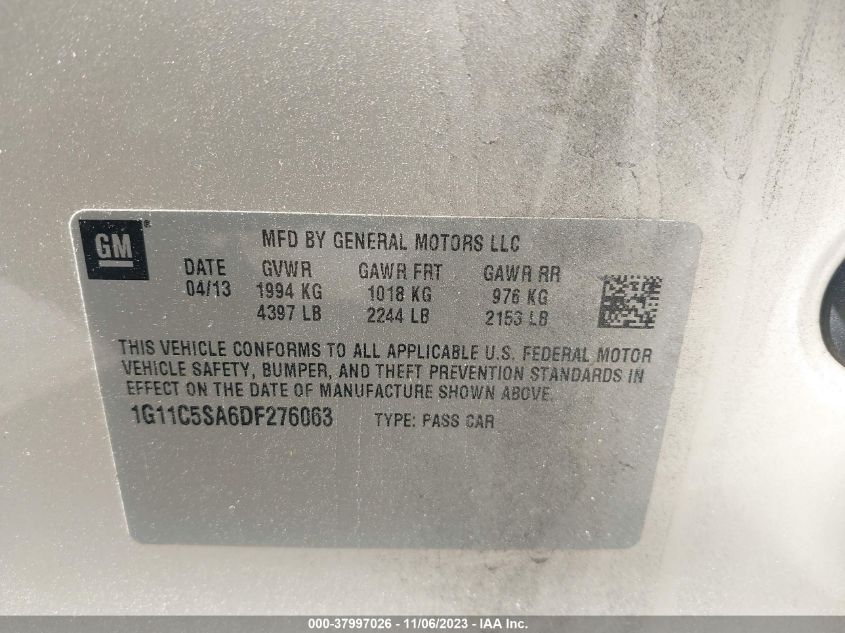 GM ®
MFD BY GENERAL MOTORS LLC
DATE GVWR GAWR FRT GAWR RR
04/13 1994 KG 1018 KG 976 KG
4397 LB 2244 LB 2153 LB
THIS VEHICLE CONFORMS TO ALL APPLICABLE U.S. FEDERAL MOTOR
VEHICLE SAFETY, BUMPER, AND THEFT PREVENTION STANDARDS IN
EFFECT ON THE DATE OF MANUFACTURE SHOWN ABOVE.
1G11C5SA6DF276063 TYPE: PASS CAR
000-37997026 - 11/06/2023 - IAA Inc.